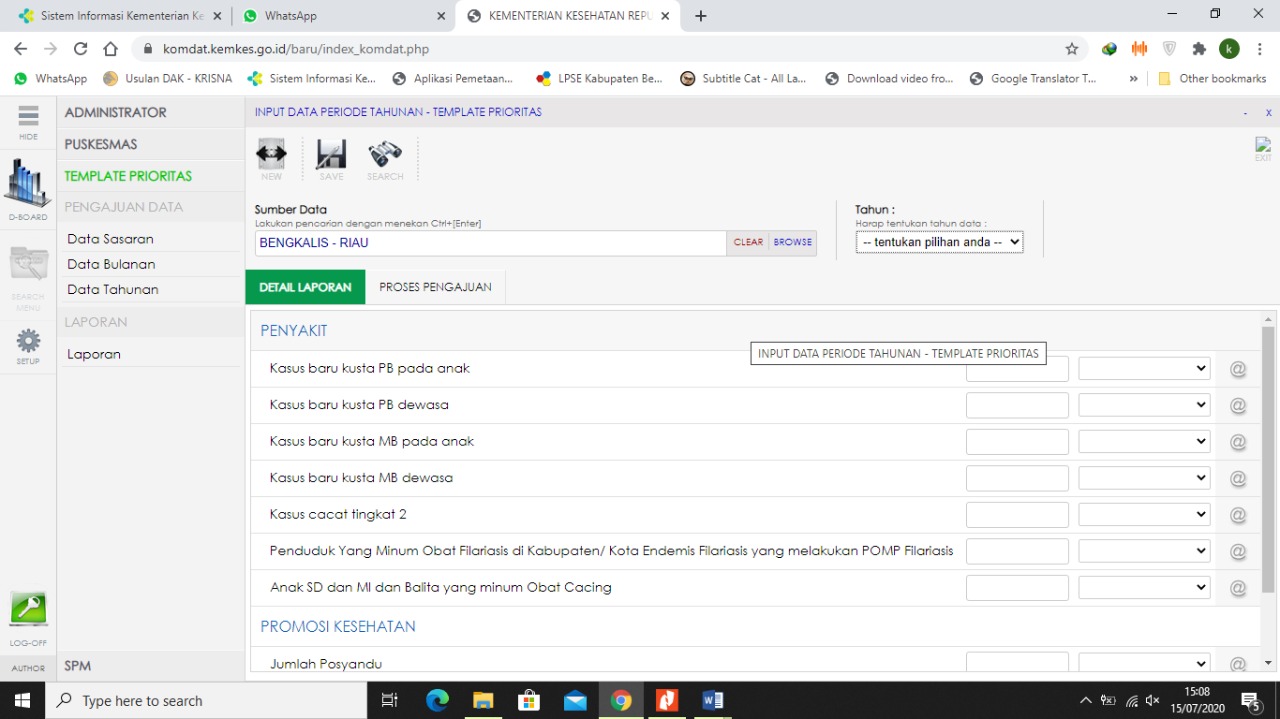 Sistem Informasi Kementerian Ke
WhatsApp
KEMENTERIAN KESEHATAN REPU
komdat.kemkes.go.id/baru/index_komdat.php
k
WhatsApp
Usulan DAK - KRISNA
Sistem Informasi Ke...
Aplikasi Pemetaan...
LPSE Kabupaten Be...
Subtitle Cat - All La...
Download video fro...
Google Translator T...
»
Other bookmarks
HIDE
D-BOARD
SEARCH
MENU
SETUP
LOG-OFF
AUTHOR
ADMINISTRATOR
PUSKESMAS
TEMPLATE PRIORITAS
PENGAJUAN DATA
Data Sasaran
Data Bulanan
Data Tahunan
LAPORAN
Laporan
SPM
INPUT DATA PERIODE TAHUNAN - TEMPLATE PRIORITAS
- x
NEW
SAVE
SEARCH
EXIT
Sumber Data
Lakukan pencarian dengan menekan Ctrl+[Enter]
BENGKALIS - RIAU
CLEAR
BROWSE
Tahun :
Harap tentukan tahun data :
-- tentukan pilihan anda --
DETAIL LAPORAN
PROSES PENGAJUAN
PENYAKIT
INPUT DATA PERIODE TAHUNAN - TEMPLATE PRIORITAS
Kasus baru kusta PB pada anak
@
Kasus baru kusta PB dewasa
@
Kasus baru kusta MB pada anak
@
Kasus baru kusta MB dewasa
@
Kasus cacat tingkat 2
@
Penduduk Yang Minum Obat Filariasis di Kabupaten/ Kota Endemis Filariasis yang melakukan POMP Filariasis
@
Anak SD dan MI dan Balita yang minum Obat Cacing
@
PROMOSI KESEHATAN
Jumlah Posyandu
@
Type here to search
15:08
15/07/2020
5